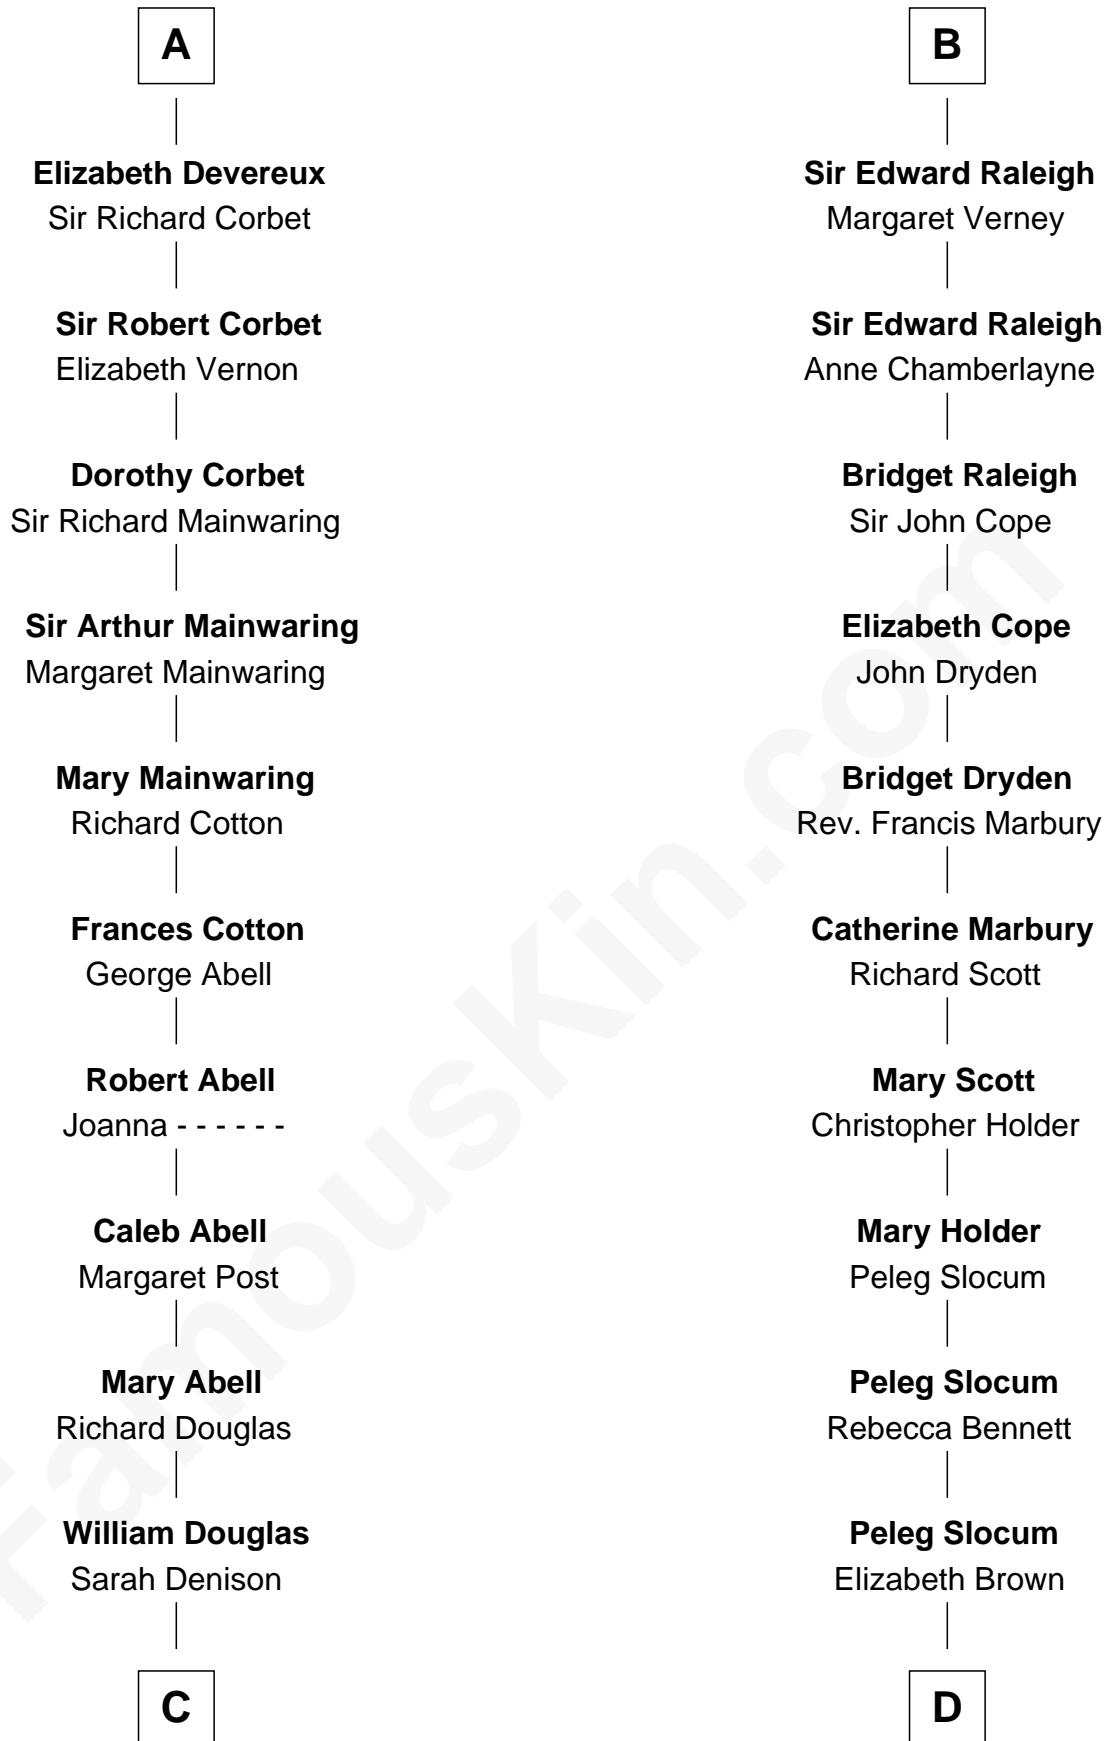 A
Elizabeth Devereux
Sir Richard Corbet
Sir Robert Corbet
Elizabeth Vernon
Dorothy Corbet
Sir Richard Mainwaring
Sir Arthur Mainwaring
Margaret Mainwaring
Mary Mainwaring
Richard Cotton
Frances Cotton
George Abell
Robert Abell
Joanna - - - - - -
Caleb Abell
Margaret Post
Mary Abell
Richard Douglas
William Douglas
Sarah Denison
C
B
Sir Edward Raleigh
Margaret Verney
Sir Edward Raleigh
Anne Chamberlayne
Bridget Raleigh
Sir John Cope
Elizabeth Cope
John Dryden
Bridget Dryden
Rev. Francis Marbury
Catherine Marbury
Richard Scott
Mary Scott
Christopher Holder
Mary Holder
Peleg Slocum
Peleg Slocum
Rebecca Bennett
Peleg Slocum
Elizabeth Brown
D
FamousKin.com